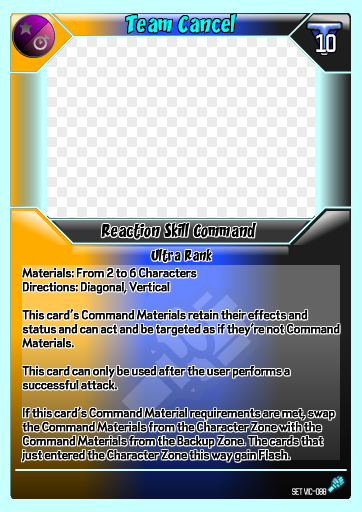 Team Cancel
10
Reaction Skill Command
Ultra Rank
Materials: From 2 to 6 Characters
Directions: Diagonal, Vertical
This card's Command Materials retain their effects and
status and can act and be targeted as if they're not Command
Materials.
This card can only be used after the user performs a
successful attack.
If this card's Command Material requirements are met, swap
the Command Materials from the Character Zone with the
Command Materials from the Backup Zone. The cards that
just entered the Character Zone this way gain Flash.
SET VIC-088